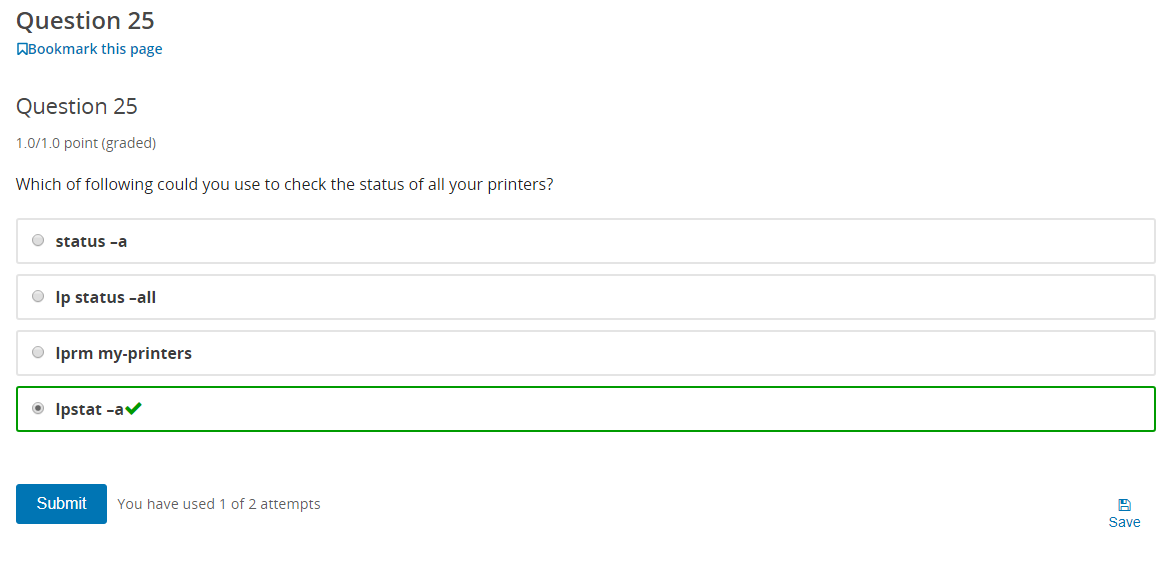 Question 25
Bookmark this page
Question 25
1.0/1.0 point (graded)
Which of following could you use to check the status of all your printers?
status –a
lp status –all
lprm my-printers
lpstat –a
Submit
You have used 1 of 2 attempts
Save